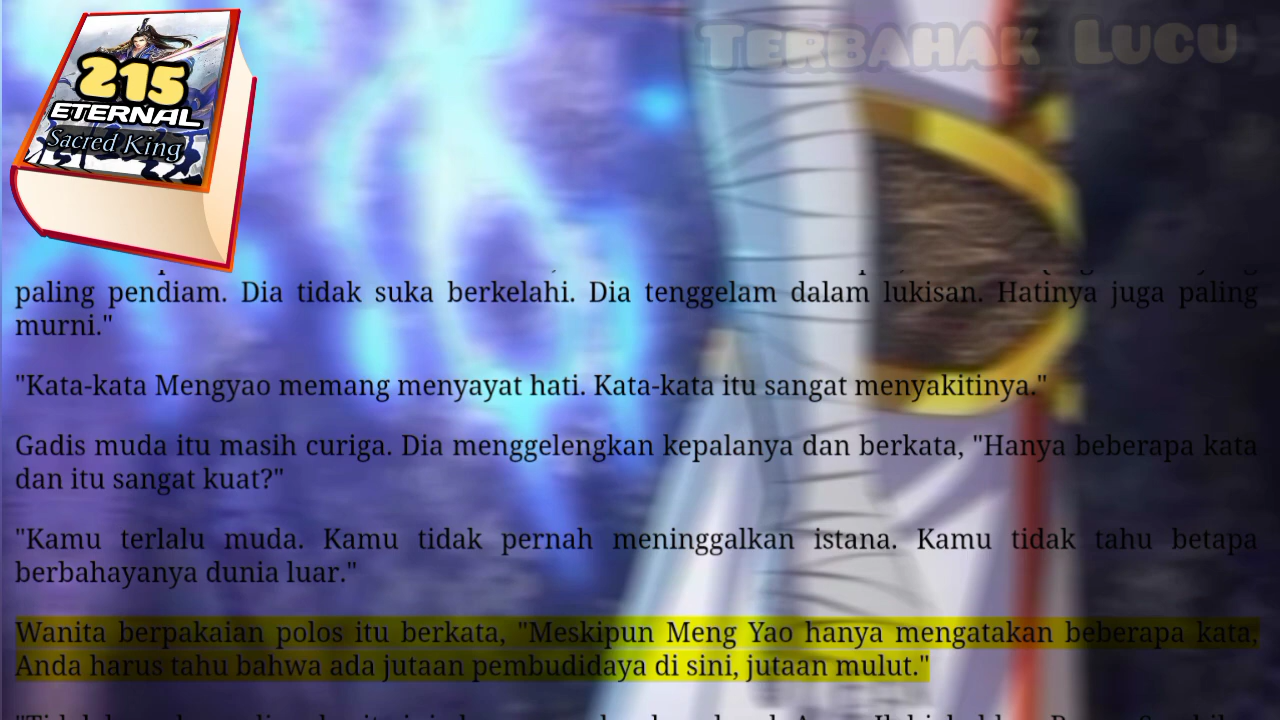 TERBAHAK LUCU
215
ETERNAL
Sacred King
paling pendiam. Dia tidak suka berkelahi. Dia tenggelam dalam lukisan. Hatinya juga paling
murni."
"Kata-kata Mengyao memang menyayat hati. Kata-kata itu sangat menyakitinya."
Gadis muda itu masih curiga. Dia menggelengkan kepalanya dan berkata, "Hanya beberapa kata
dan itu sangat kuat?"
"Kamu terlalu muda. Kamu tidak pernah meninggalkan istana. Kamu tidak tahu betapa
berbahayanya dunia luar."
Wanita berpakaian polos itu berkata, "Meskipun Meng Yao hanya mengatakan beberapa kata,
Anda harus tahu bahwa ada jutaan pembudidaya di sini, jutaan mulut."